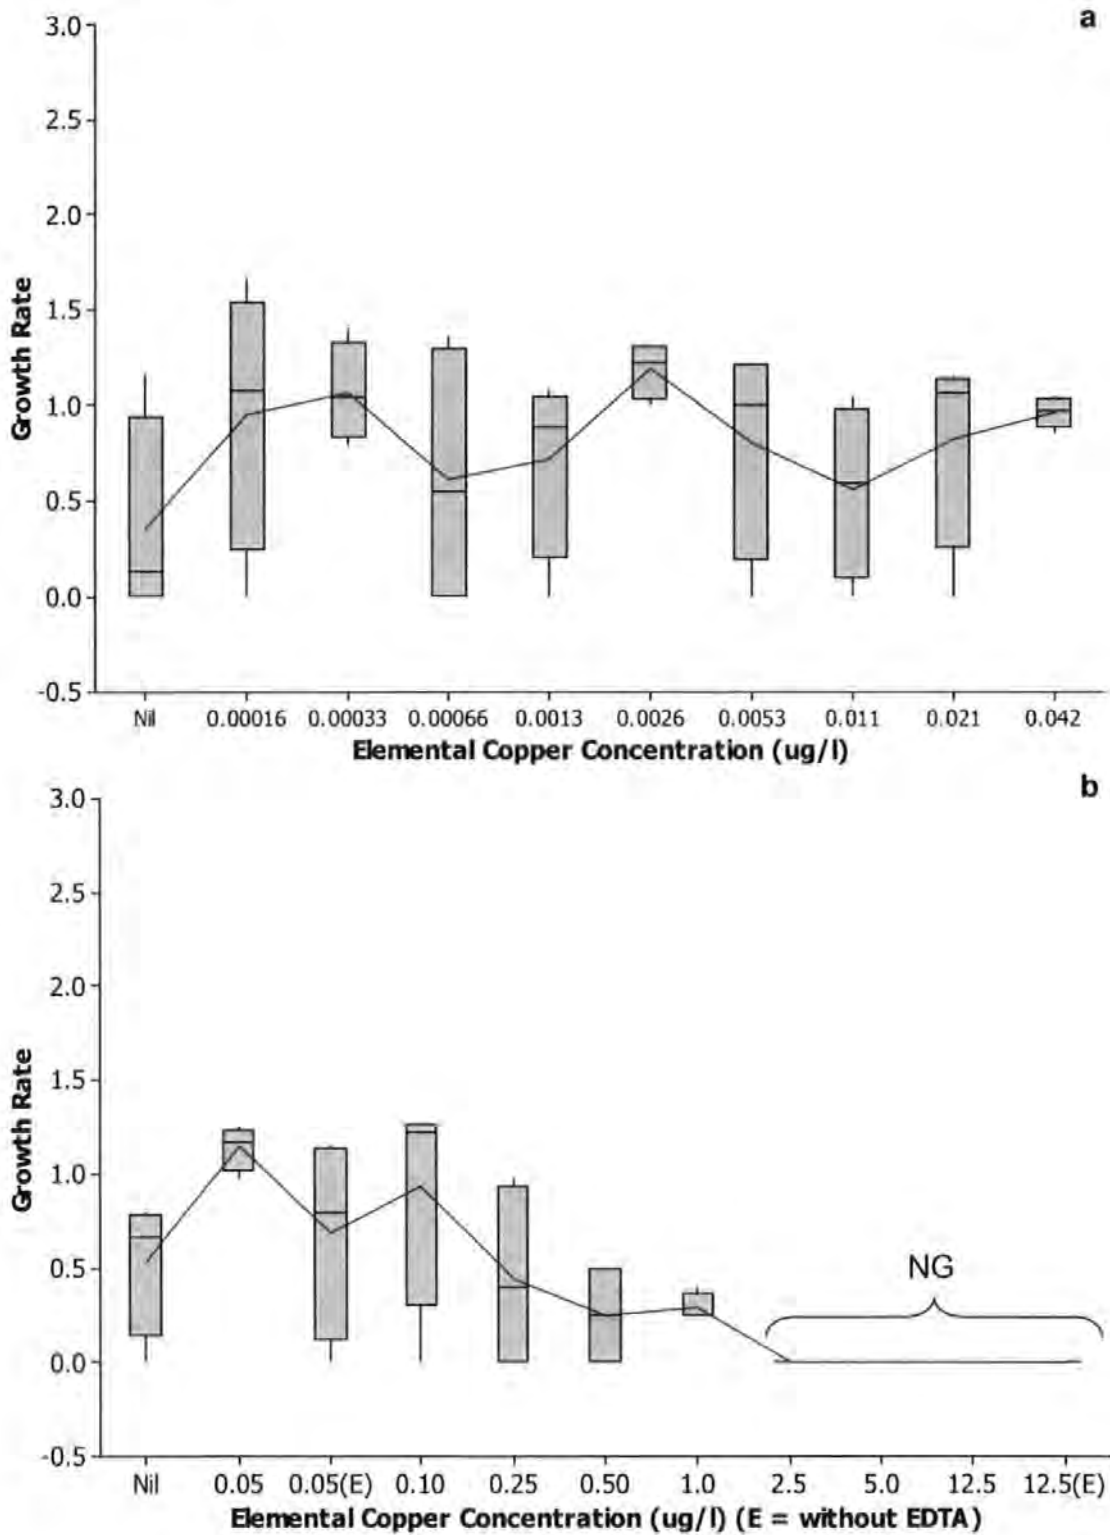 a
3.0
2.5
2.0
1.5
1.0
0.5
0.0
-0.5
Growth Rate
Nil 0.00016 0.00033 0.00066 0.0013 0.0026 0.0053 0.011 0.021 0.042
Elemental Copper Concentration (ug/l)
b
3.0
2.5
2.0
1.5
1.0
0.5
0.0
-0.5
Growth Rate
NG
Nil 0.05 0.05(E) 0.10 0.25 0.50 1.0 2.5 5.0 12.5 12.5(E)
Elemental Copper Concentration (ug/l) (E = without EDTA)